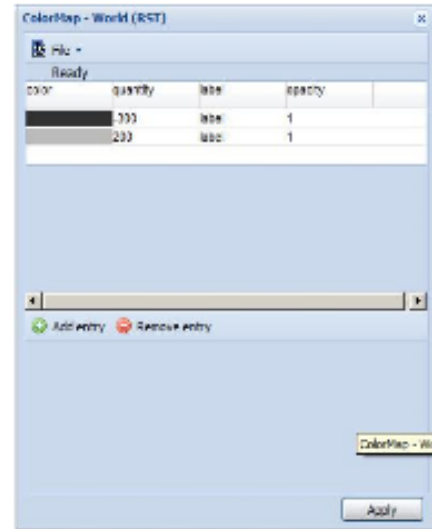 ColorMap - World (RST)
File
Ready
color quantity label opacity
-300 label 1
200 label 1
Add entry Remove entry
ColorMap - Wo
Apply